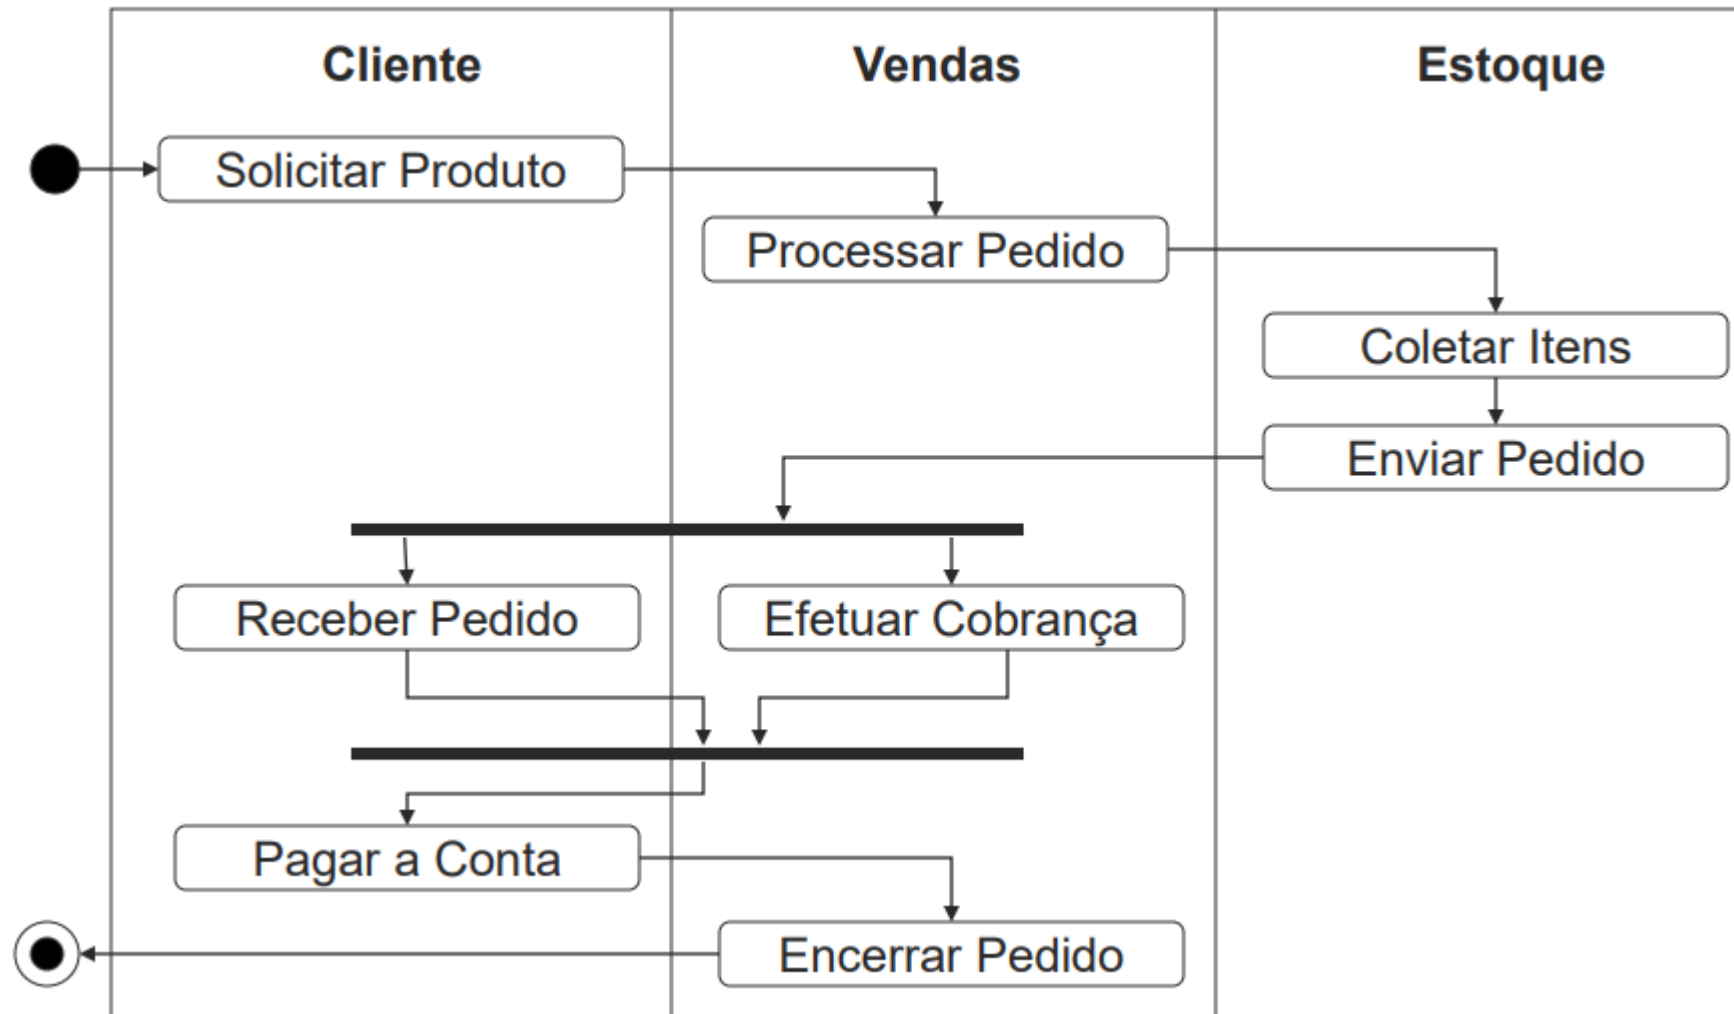 Cliente
Vendas
Estoque
Solicitar Produto
Processar Pedido
Coletar Itens
Enviar Pedido
Receber Pedido
Efetuar Cobrança
Pagar a Conta
Encerrar Pedido